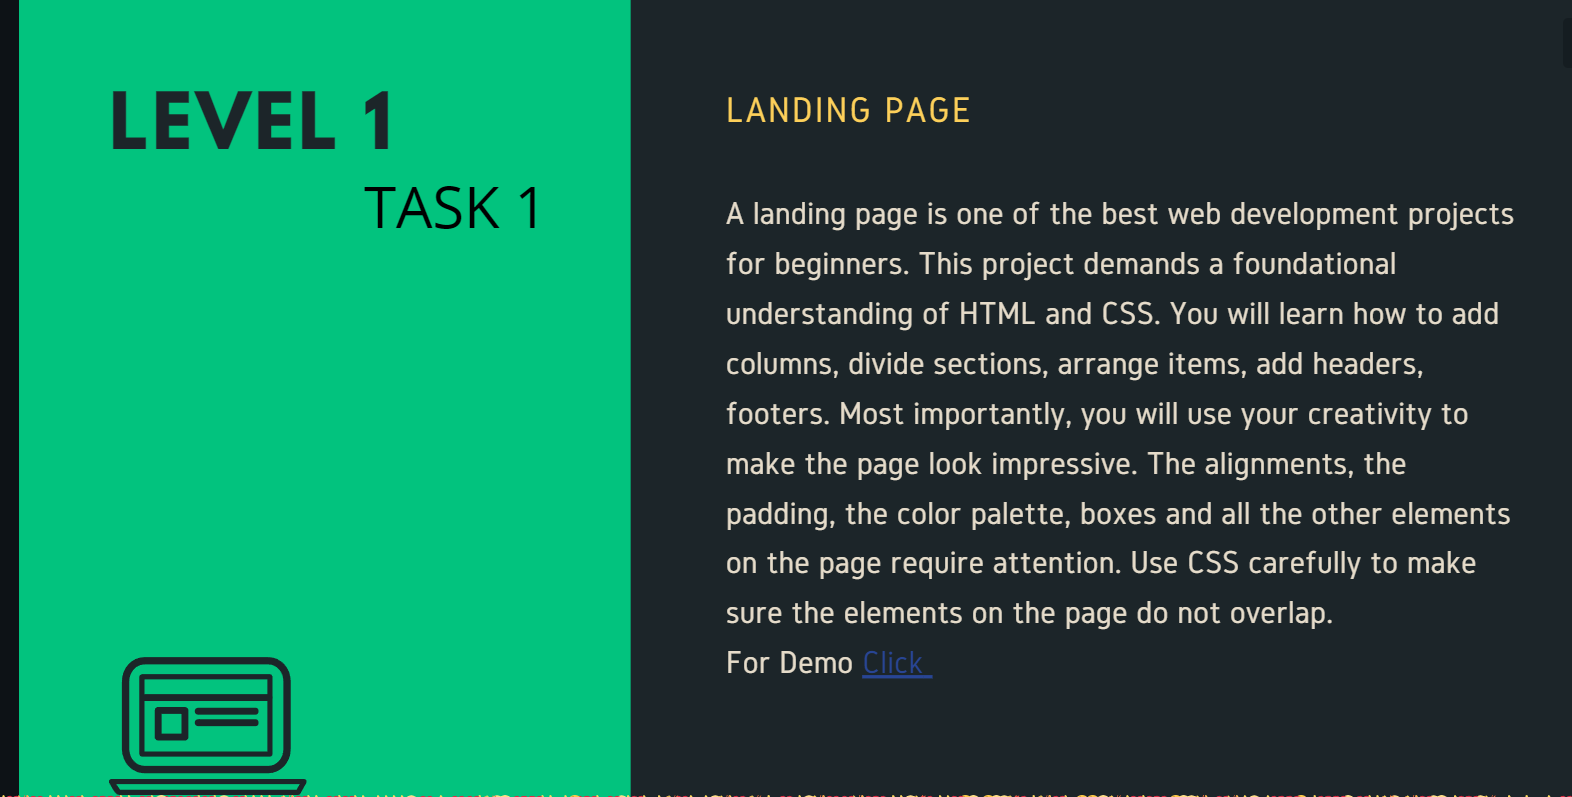 LEVEL 1
TASK 1
LANDING PAGE
A landing page is one of the best web development projects
for beginners. This project demands a foundational
understanding of HTML and CSS. You will learn how to add
columns, divide sections, arrange items, add headers,
footers. Most importantly, you will use your creativity to
make the page look impressive. The alignments, the
padding, the color palette, boxes and all the other elements
on the page require attention. Use CSS carefully to make
sure the elements on the page do not overlap.
For Demo Click